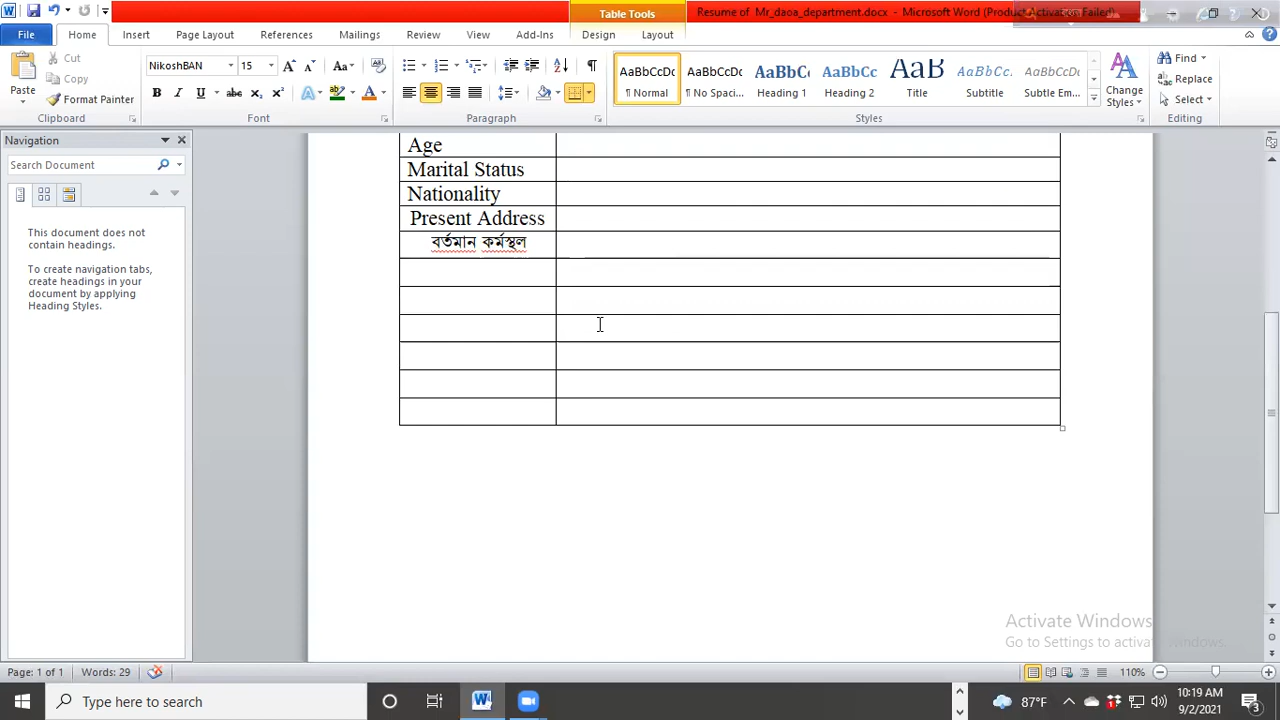 Table Tools
Resume of Mr_daoa_department.docx - Microsoft Word (Product Activation Failed)
File Home Insert Page Layout References Mailings Review View Add-Ins Design Layout
Paste
Cut
Copy
Format Painter
Clipboard
NikoshBAN 15
Font
Paragraph
AaBbCcDc AaBbCcDc AaBbCc AaBbCc AaB AaBbCc. AaBbCcDc
¶ Normal ¶ No Spaci... Heading 1 Heading 2 Title Subtitle Subtle Em...
Change
Styles
Styles
Find
Replace
Select
Editing
Navigation
Search Document
This document does not
contain headings.
To create navigation tabs,
create headings in your
document by applying
Heading Styles.
Age
Marital Status
Nationality
Present Address
বর্তমান কর্মস্থল
Activate Windows
Go to Settings to activate Windows.
Page: 1 of 1 Words: 29
110%
Type here to search
87°F
10:19 AM
9/2/2021